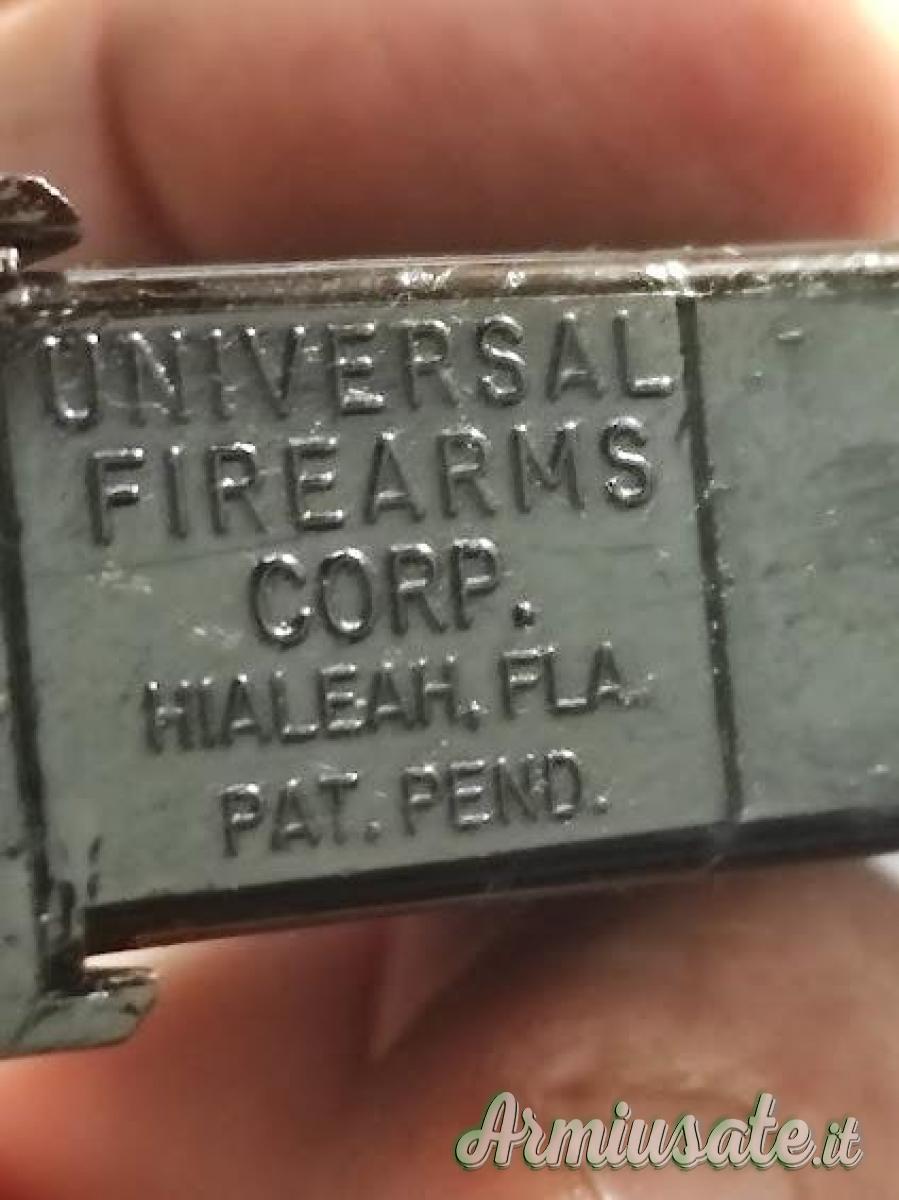 UNIVERSAL
FIREARMS
CORP.
HIALEAH, FLA.
PAT. PEND.
Armiusate.it